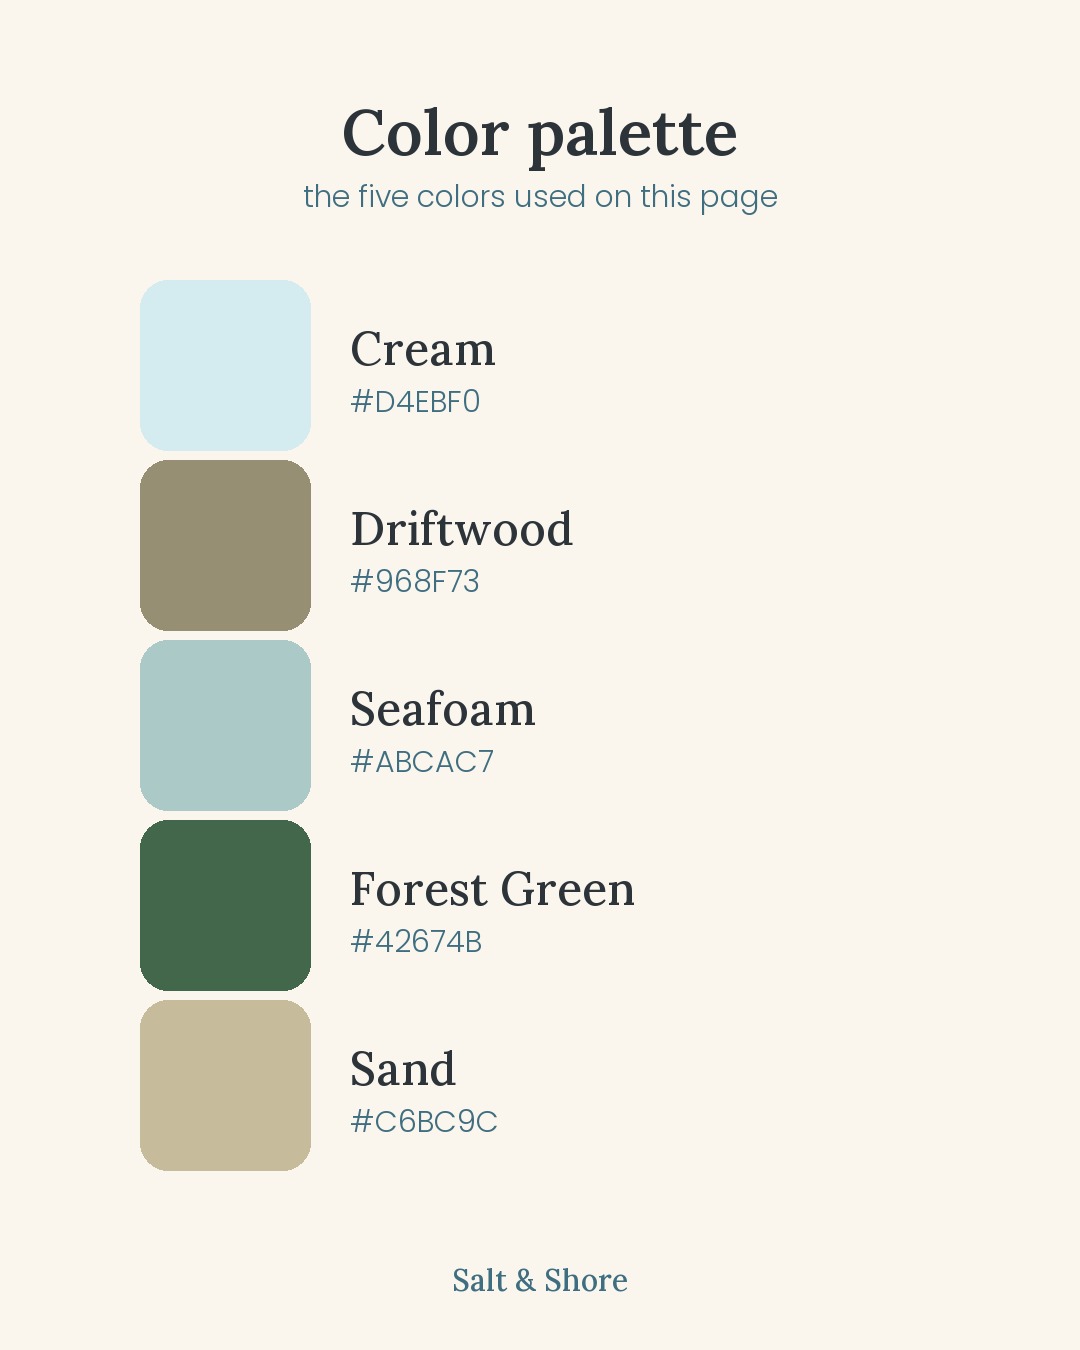 Color palette
the five colors used on this page
Cream
#D4EBF0
Driftwood
#968F73
Seafoam
#ABCAC7
Forest Green
#42674B
Sand
#C6BC9C
Salt & Shore